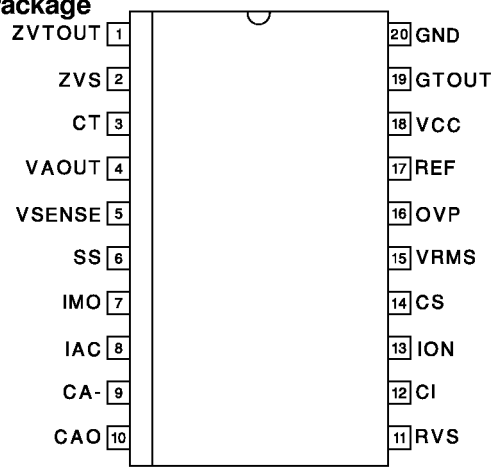 ackage
ZVTOUT 1 20 GND
ZVS 2 19 GTOUT
CT 3 18 VCC
VAOUT 4 17 REF
VSENSE 5 16 OVP
SS 6 15 VRMS
IMO 7 14 CS
IAC 8 13 ION
CA- 9 12 CI
CAO 10 11 RVS